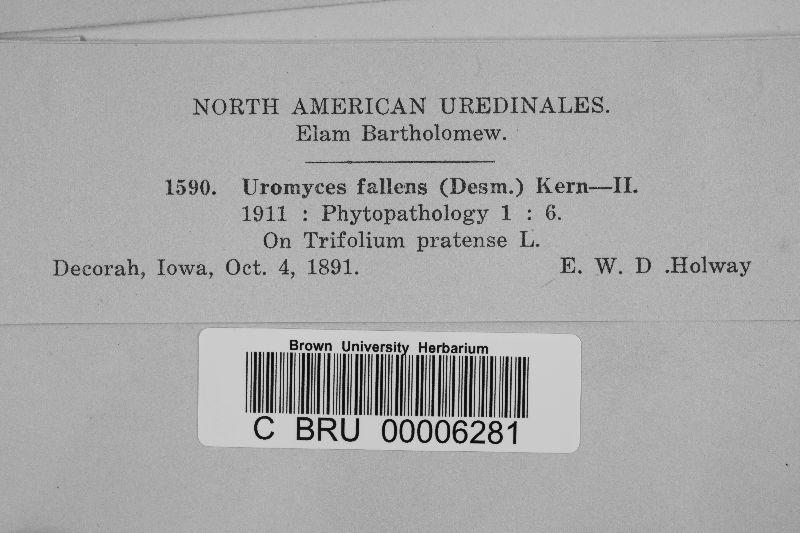 NORTH AMERICAN UREDINALES.
Elam Bartholomew.
1590. Uromyces fallens (Desm.) Kern—II.
1911 : Phytopathology 1 : 6.
On Trifolium pratense L.
Decorah, Iowa, Oct. 4, 1891. E. W. D .Holway
Brown University Herbarium
C BRU 00006281